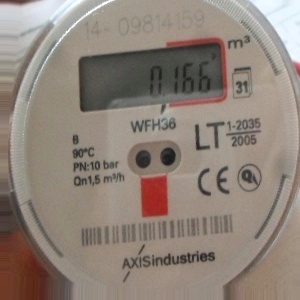 14- 09814159
m³
0.166
31
WFH36
LT 1-2035
2005
B
90°C
PN:10 bar
Qn1,5 m³/h
CE
AXISindustries